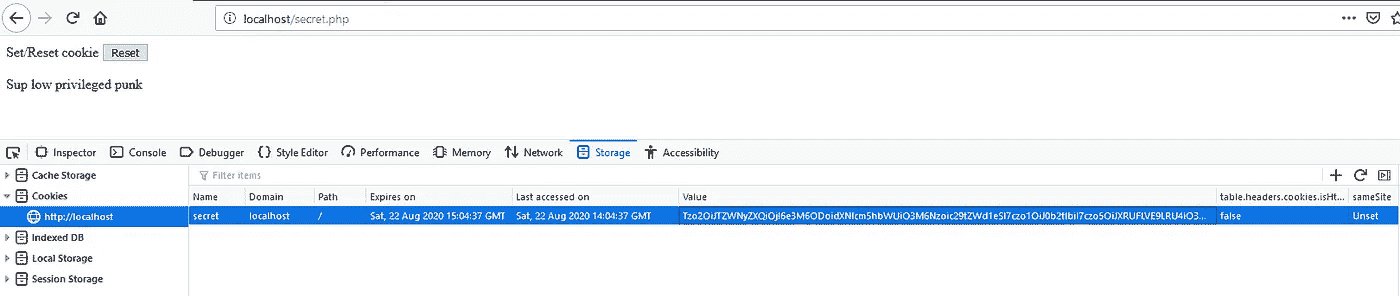 localhost/secret.php
Set/Reset cookie Reset
Sup low privileged punk
Inspector Console Debugger Style Editor Performance Memory Network Storage Accessibility
Cache Storage Filter items
Cookies Name Domain Path Expires on Last accessed on Value table.headers.cookies.isHt... sameSite
http://localhost secret localhost / Sat, 22 Aug 2020 15:04:37 GMT Sat, 22 Aug 2020 14:04:37 GMT false Unset
Indexed DB
Local Storage
Session Storage